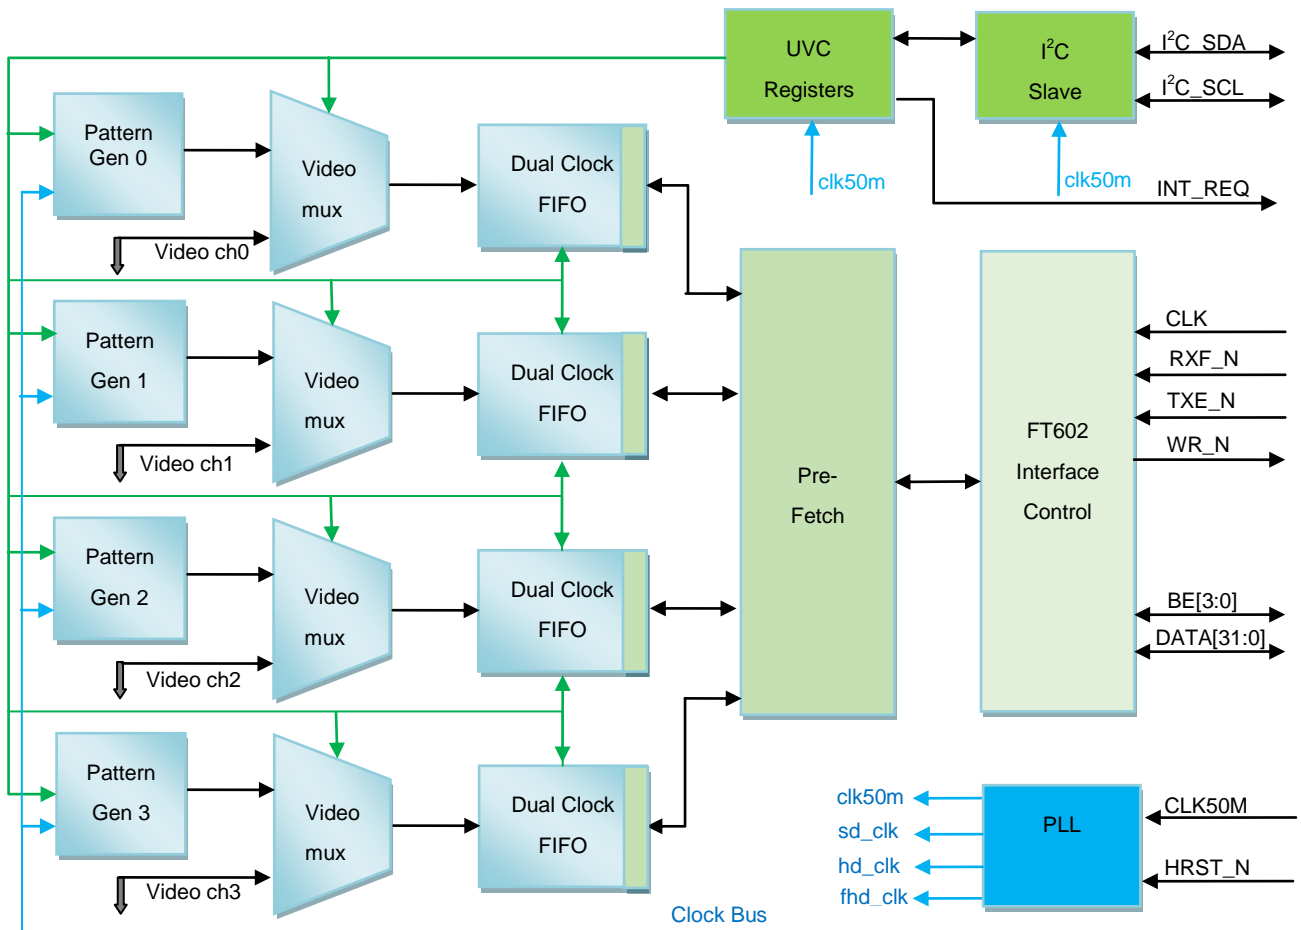 UVC
Registers
I²C
Slave
I²C_SDA
I²C_SCL
clk50m
clk50m
INT_REQ
Pattern
Gen 0
Video
mux
Dual Clock
FIFO
Video ch0
Pattern
Gen 1
Video
mux
Dual Clock
FIFO
Video ch1
Pattern
Gen 2
Video
mux
Dual Clock
FIFO
Video ch2
Pattern
Gen 3
Video
mux
Dual Clock
FIFO
Video ch3
Pre-
Fetch
FT602
Interface
Control
CLK
RXF_N
TXE_N
WR_N
BE[3:0]
DATA[31:0]
clk50m
sd_clk
hd_clk
fhd_clk
PLL
CLK50M
HRST_N
Clock Bus